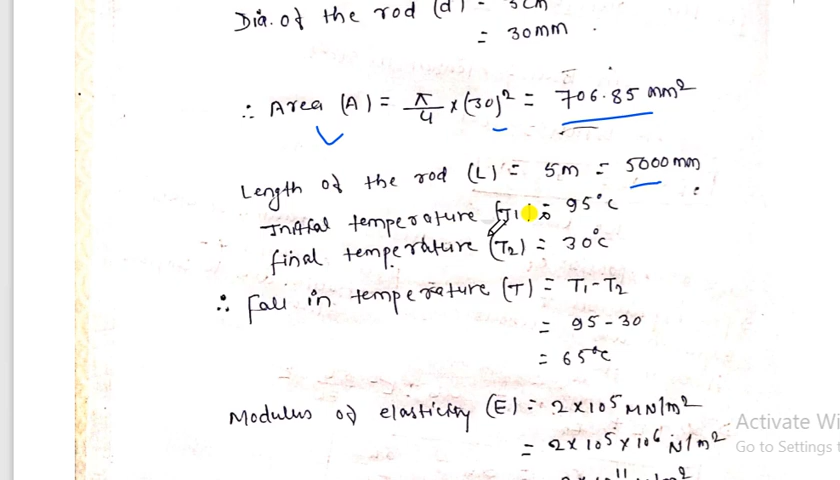 Dia. of the rod (d) = 3cm
= 30mm .
∴ Area (A) = π/4 × (30)² = 706.85 mm²
Length of the rod (L) = 5m = 5000mm
Initial temperature (T1) = 95°C
final temperature (T2) = 30°C
∴ fall in temperature (T) = T1-T2
= 95-30
= 65°C
Modulus of elasticity (E) = 2×10⁵ MN/m²
= 2×10⁵×10⁶ N/m²
Activate Wi
Go to Settings t